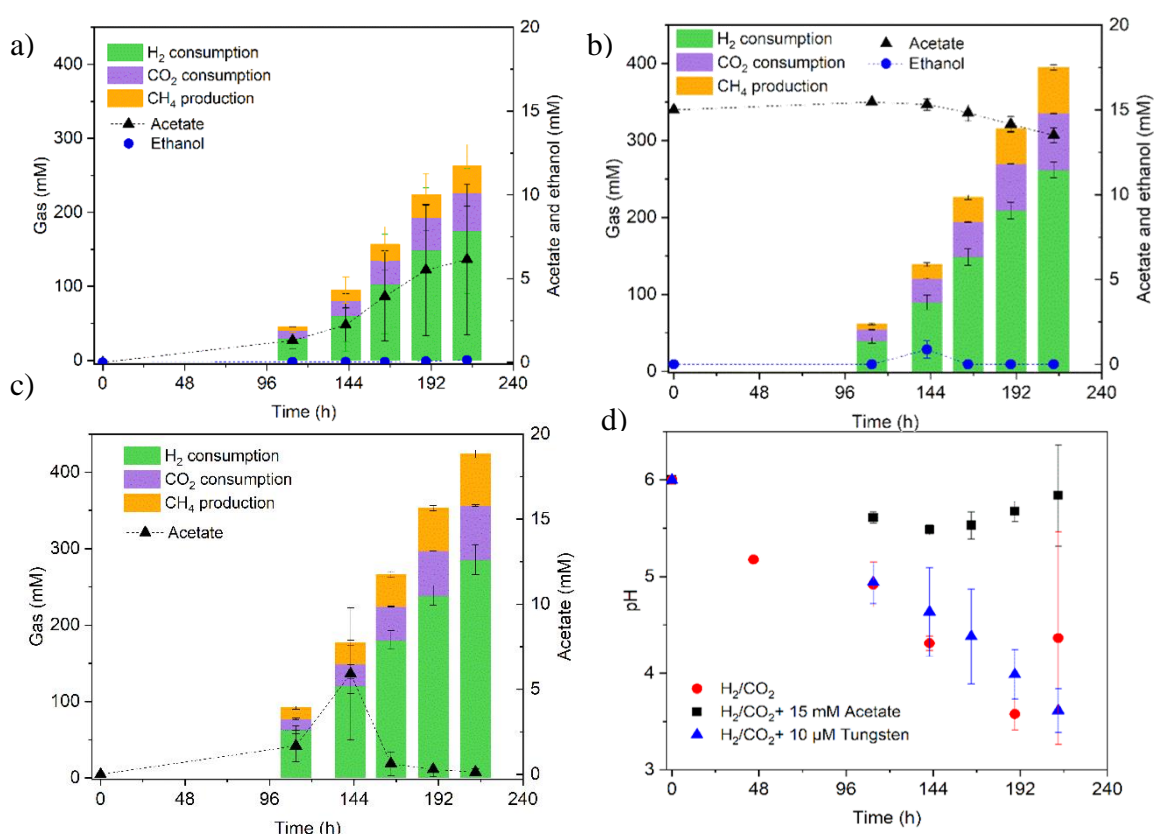 a)
H₂ consumption
CO₂ consumption
CH₄ production
Acetate
Ethanol
Gas (mM)
400
300
200
100
0
Acetate and ethanol (mM)
20
15
10
5
0
0 48 96 144 192 240
Time (h)
b)
H₂ consumption
CO₂ consumption
CH₄ production
Acetate
Ethanol
Gas (mM)
400
300
200
100
0
Acetate and ethanol (mM)
20
15
10
5
0
0 48 96 144 192 240
Time (h)
c)
H₂ consumption
CO₂ consumption
CH₄ production
Acetate
Gas (mM)
400
300
200
100
0
Acetate (mM)
20
15
10
5
0
0 48 96 144 192 240
Time (h)
d)
pH
6
5
4
3
H₂/CO₂
H₂/CO₂+ 15 mM Acetate
H₂/CO₂+ 10 µM Tungsten
0 48 96 144 192 240
Time (h)